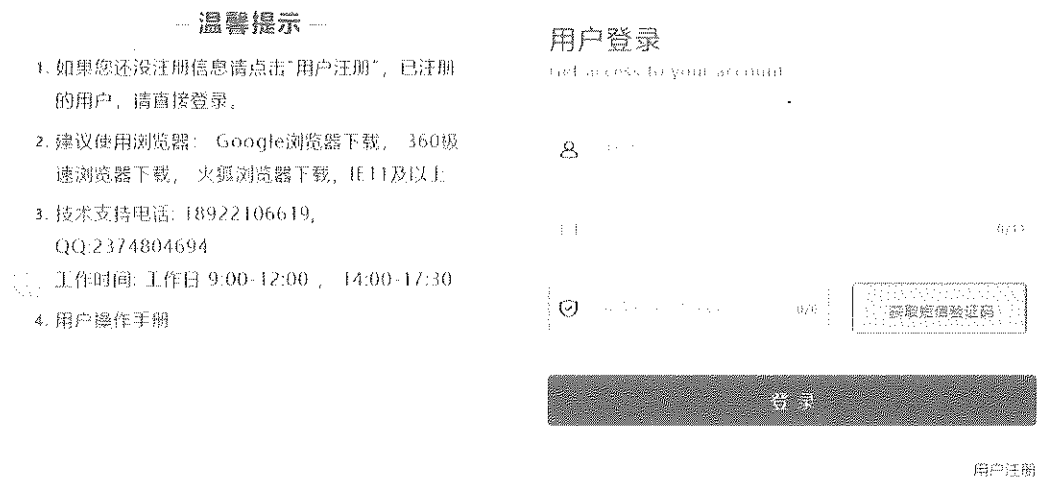 温馨提示
1. 如果您还没注册信息请点击"用户注册"，已注册
的用户，请直接登录。
2. 建议使用浏览器： Google浏览器下载， 360极
速浏览器下载， 火狐浏览器下载, IE11及以上
3. 技术支持电话: 18922106619,
QQ:2374804694
工作时间: 工作日 9:00-12:00 ， 14:00-17:30
4. 用户操作手册
用户登录
Get access to your account
0/11
0/6
获取短信验证码
登 录
用户注册